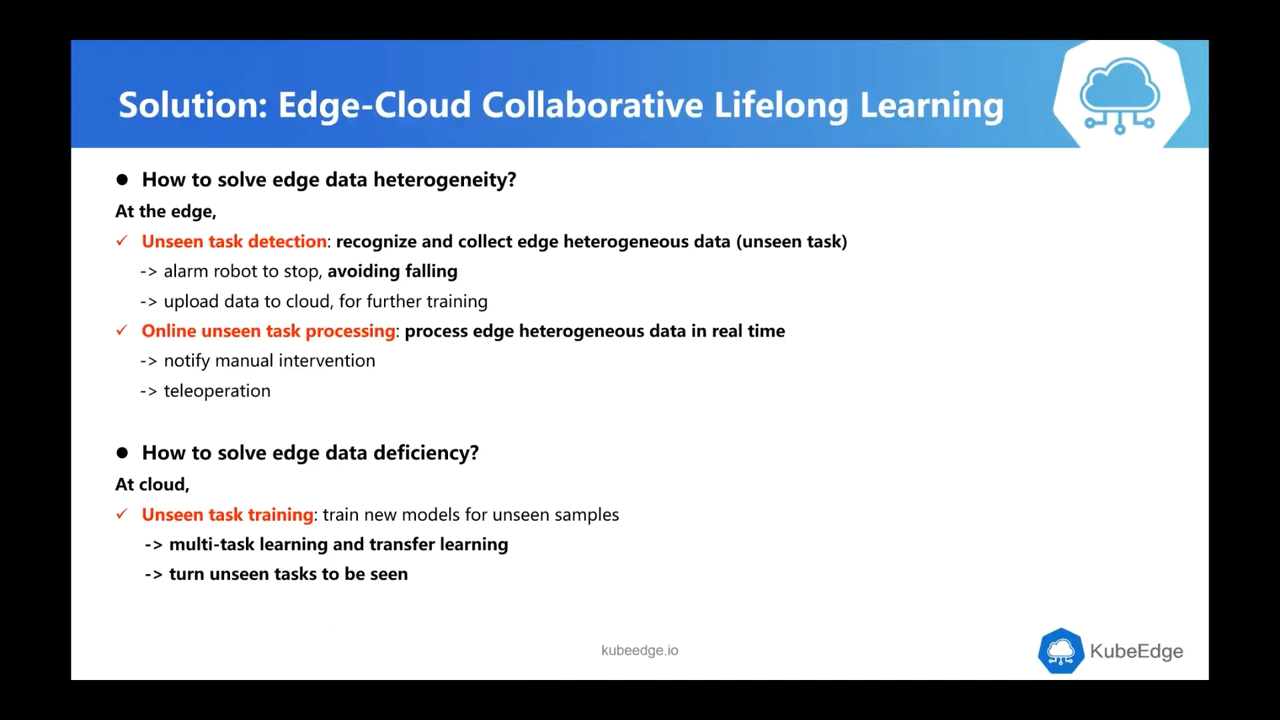 Solution: Edge-Cloud Collaborative Lifelong Learning
● How to solve edge data heterogeneity?
At the edge,
✓ Unseen task detection: recognize and collect edge heterogeneous data (unseen task)
-> alarm robot to stop, avoiding falling
-> upload data to cloud, for further training
✓ Online unseen task processing: process edge heterogeneous data in real time
-> notify manual intervention
-> teleoperation
● How to solve edge data deficiency?
At cloud,
✓ Unseen task training: train new models for unseen samples
-> multi-task learning and transfer learning
-> turn unseen tasks to be seen
kubeedge.io
KubeEdge